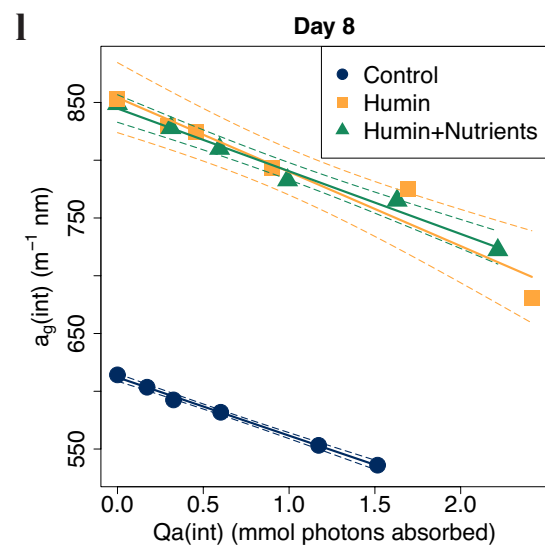 l
Day 8
Control
Humin
Humin+Nutrients
850
750
650
550
a_g(int) (m⁻¹ nm)
0.0 0.5 1.0 1.5 2.0
Qa(int) (mmol photons absorbed)